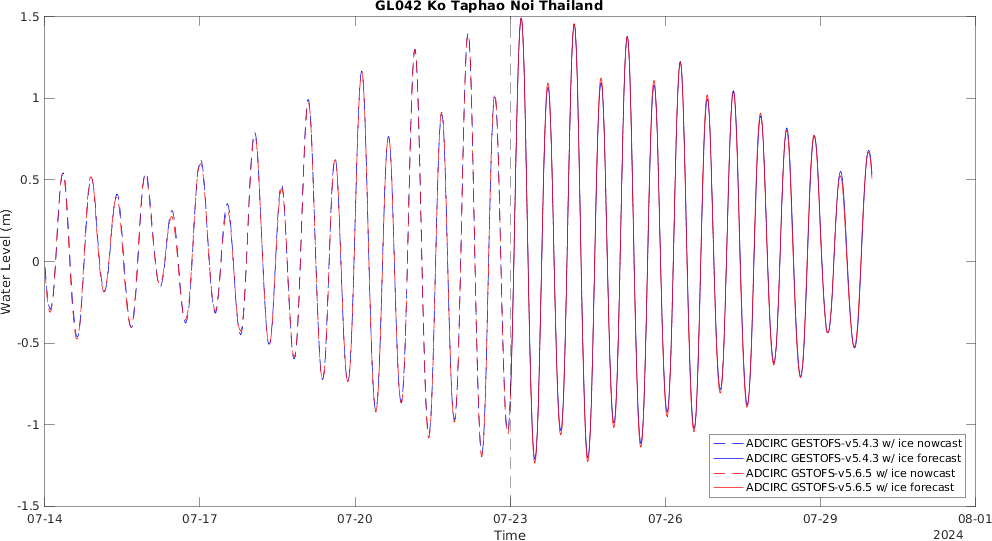 GL042 Ko Taphao Noi Thailand
1.5
1
0.5
0
-0.5
-1
-1.5
Water Level (m)
07-14
07-17
07-20
07-23
07-26
07-29
08-01
Time
2024
ADCIRC GESTOFS-v5.4.3 w/ ice nowcast
ADCIRC GESTOFS-v5.4.3 w/ ice forecast
ADCIRC GSTOFS-v5.6.5 w/ ice nowcast
ADCIRC GSTOFS-v5.6.5 w/ ice forecast